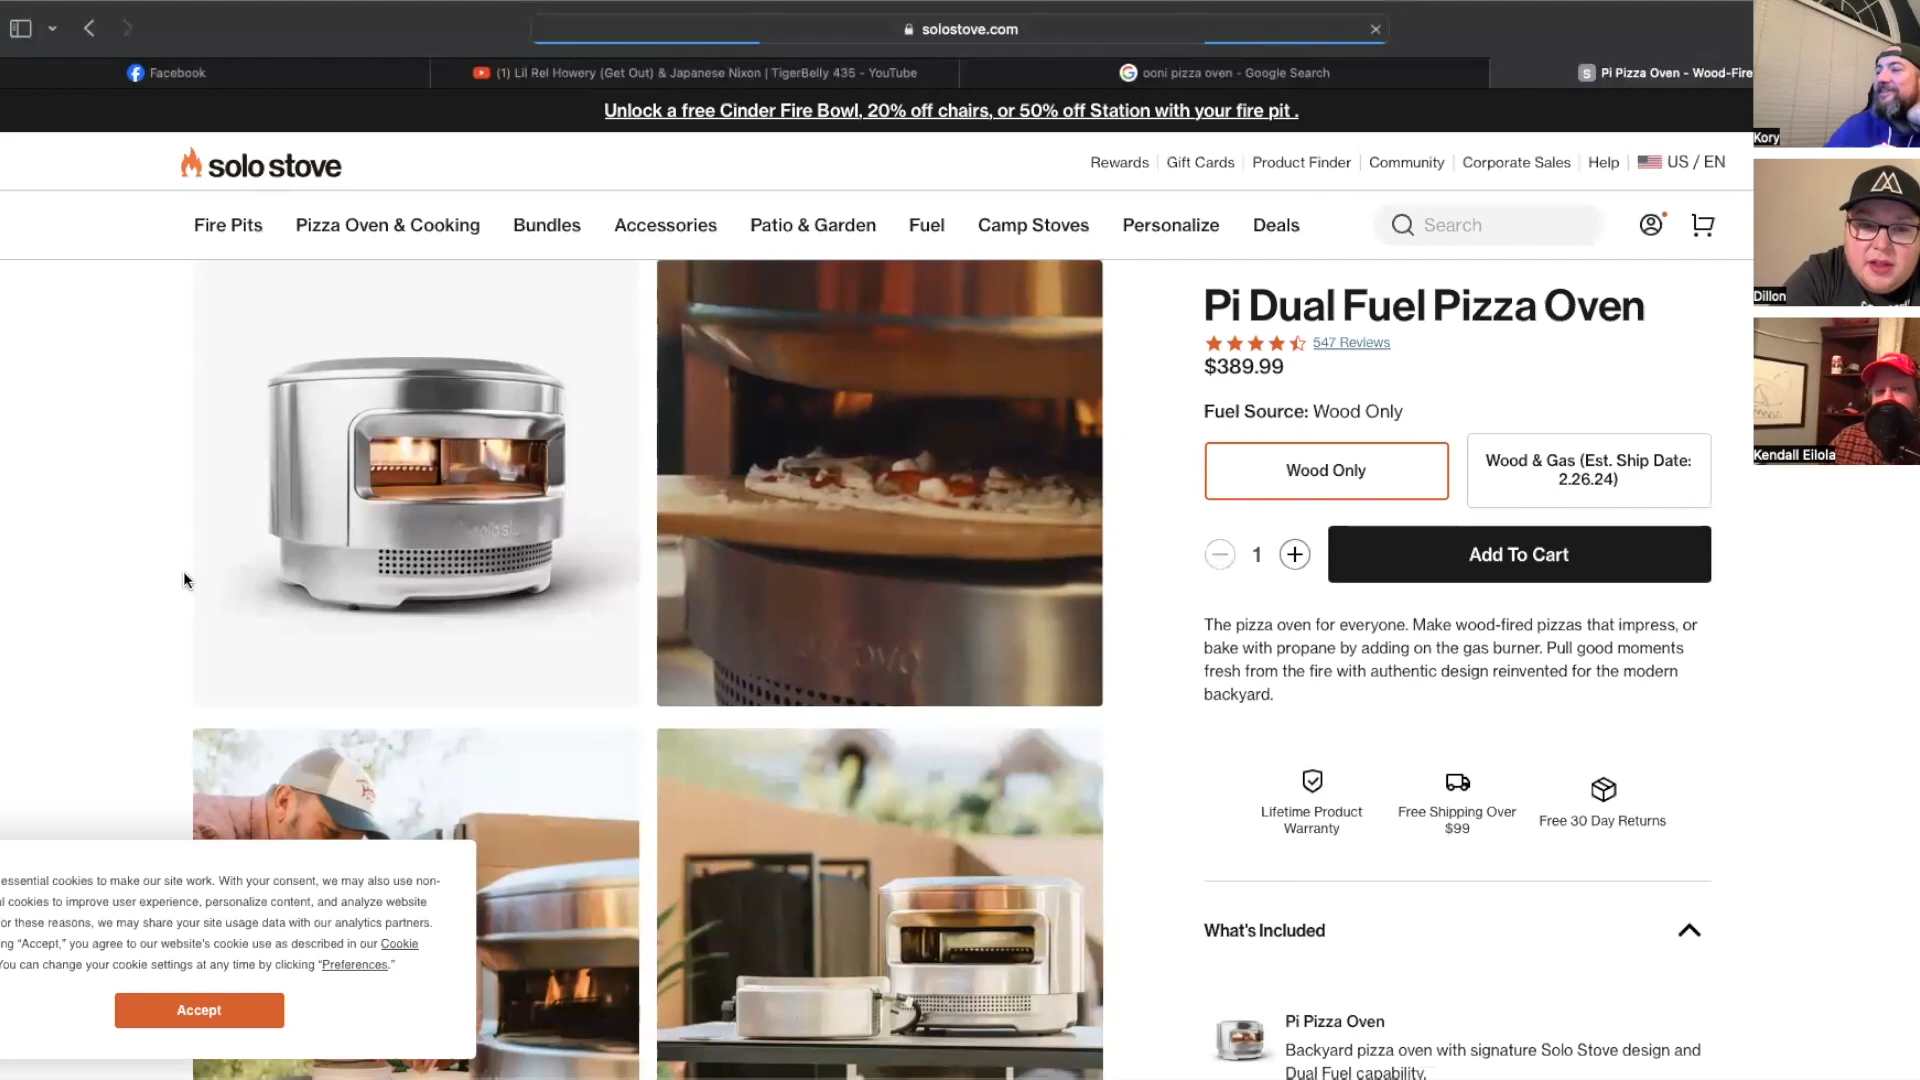 solostove.com
Facebook
(1) Lil Rel Howery (Get Out) & Japanese Nixon | TigerBelly 435 - YouTube
ooni pizza oven - Google Search
S Pi Pizza Oven - Wood-Fire
Unlock a free Cinder Fire Bowl, 20% off chairs, or 50% off Station with your fire pit .
Kory
solo stove
Rewards
Gift Cards
Product Finder
Community
Corporate Sales
Help
US / EN
Fire Pits
Pizza Oven & Cooking
Bundles
Accessories
Patio & Garden
Fuel
Camp Stoves
Personalize
Deals
Search
Dillon
Pi Dual Fuel Pizza Oven
547 Reviews
$389.99
Fuel Source: Wood Only
Wood Only
Wood & Gas (Est. Ship Date:
2.26.24)
Kendall Eilola
1
Add To Cart
The pizza oven for everyone. Make wood-fired pizzas that impress, or
bake with propane by adding on the gas burner. Pull good moments
fresh from the fire with authentic design reinvented for the modern
backyard.
Lifetime Product
Warranty
Free Shipping Over
$99
Free 30 Day Returns
essential cookies to make our site work. With your consent, we may also use non-
l cookies to improve user experience, personalize content, and analyze website
or these reasons, we may share your site usage data with our analytics partners.
ng “Accept,” you agree to our website's cookie use as described in our Cookie
You can change your cookie settings at any time by clicking “Preferences.”
Accept
What's Included
Pi Pizza Oven
Backyard pizza oven with signature Solo Stove design and
Dual Fuel capability.